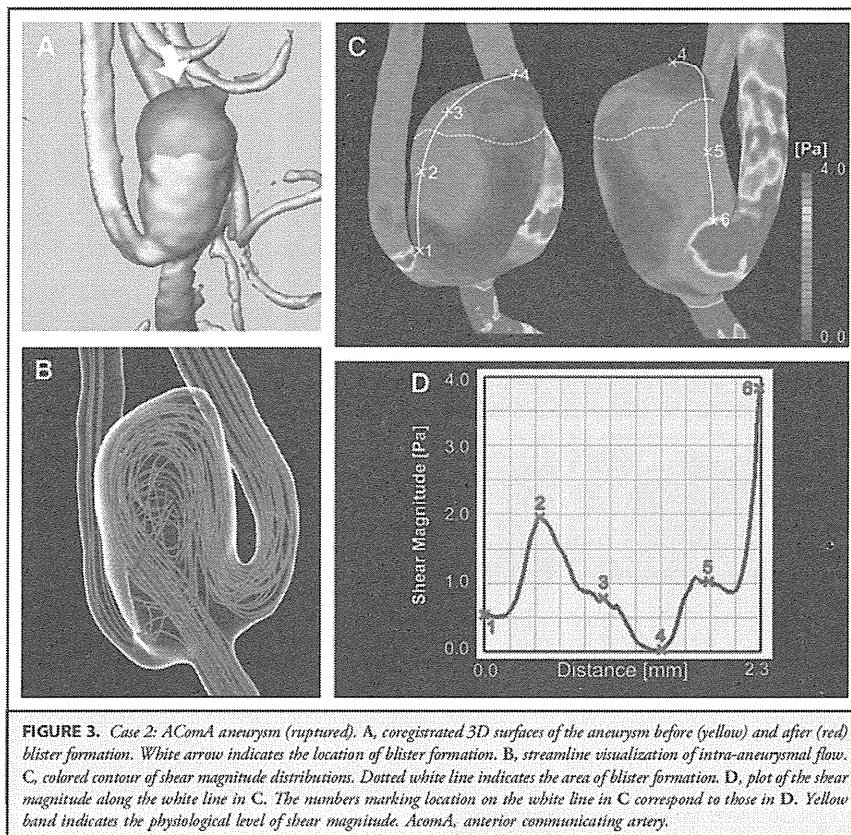 A
C
4
4
3
2
5
1
6
[Pa]
4.0
0.0
B
D
Shear Magnitude [Pa]
4.0
3.0
2.0
1.0
0.0
1
2
3
4
5
6
0.0
Distance [mm]
2.3
FIGURE 3. Case 2: AComA aneurysm (ruptured). A, coregistrated 3D surfaces of the aneurysm before (yellow) and after (red)
blister formation. White arrow indicates the location of blister formation. B, streamline visualization of intra-aneurysmal flow.
C, colored contour of shear magnitude distributions. Dotted white line indicates the area of blister formation. D, plot of the shear
magnitude along the white line in C. The numbers marking location on the white line in C correspond to those in D. Yellow
band indicates the physiological level of shear magnitude. AcomA, anterior communicating artery.